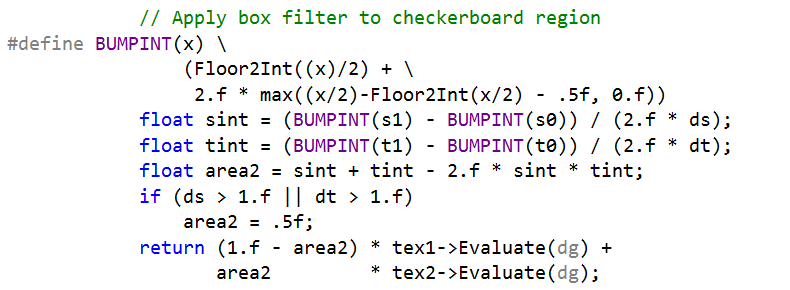 // Apply box filter to checkerboard region
#define BUMPINT(x) \
(Floor2Int((x)/2) + \
2.f * max((x/2)-Floor2Int(x/2) - .5f, 0.f))
float sint = (BUMPINT(s1) - BUMPINT(s0)) / (2.f * ds);
float tint = (BUMPINT(t1) - BUMPINT(t0)) / (2.f * dt);
float area2 = sint + tint - 2.f * sint * tint;
if (ds > 1.f || dt > 1.f)
area2 = .5f;
return (1.f - area2) * tex1->Evaluate(dg) +
area2 * tex2->Evaluate(dg);